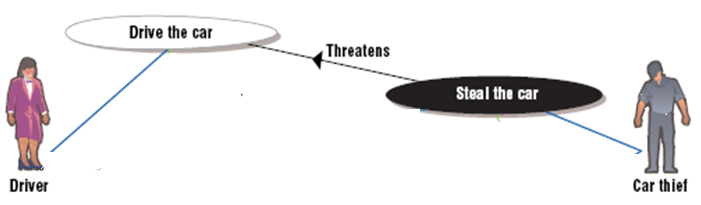 Drive the car
Threatens
Steal the car
Driver
Car thief